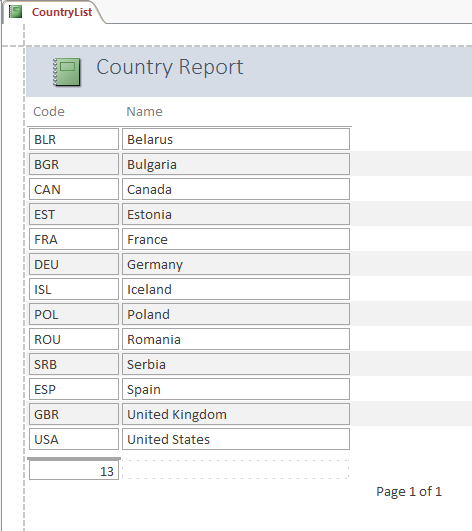 CountryList
Country Report
Code Name
BLR Belarus
BGR Bulgaria
CAN Canada
EST Estonia
FRA France
DEU Germany
ISL Iceland
POL Poland
ROU Romania
SRB Serbia
ESP Spain
GBR United Kingdom
USA United States
13
Page 1 of 1